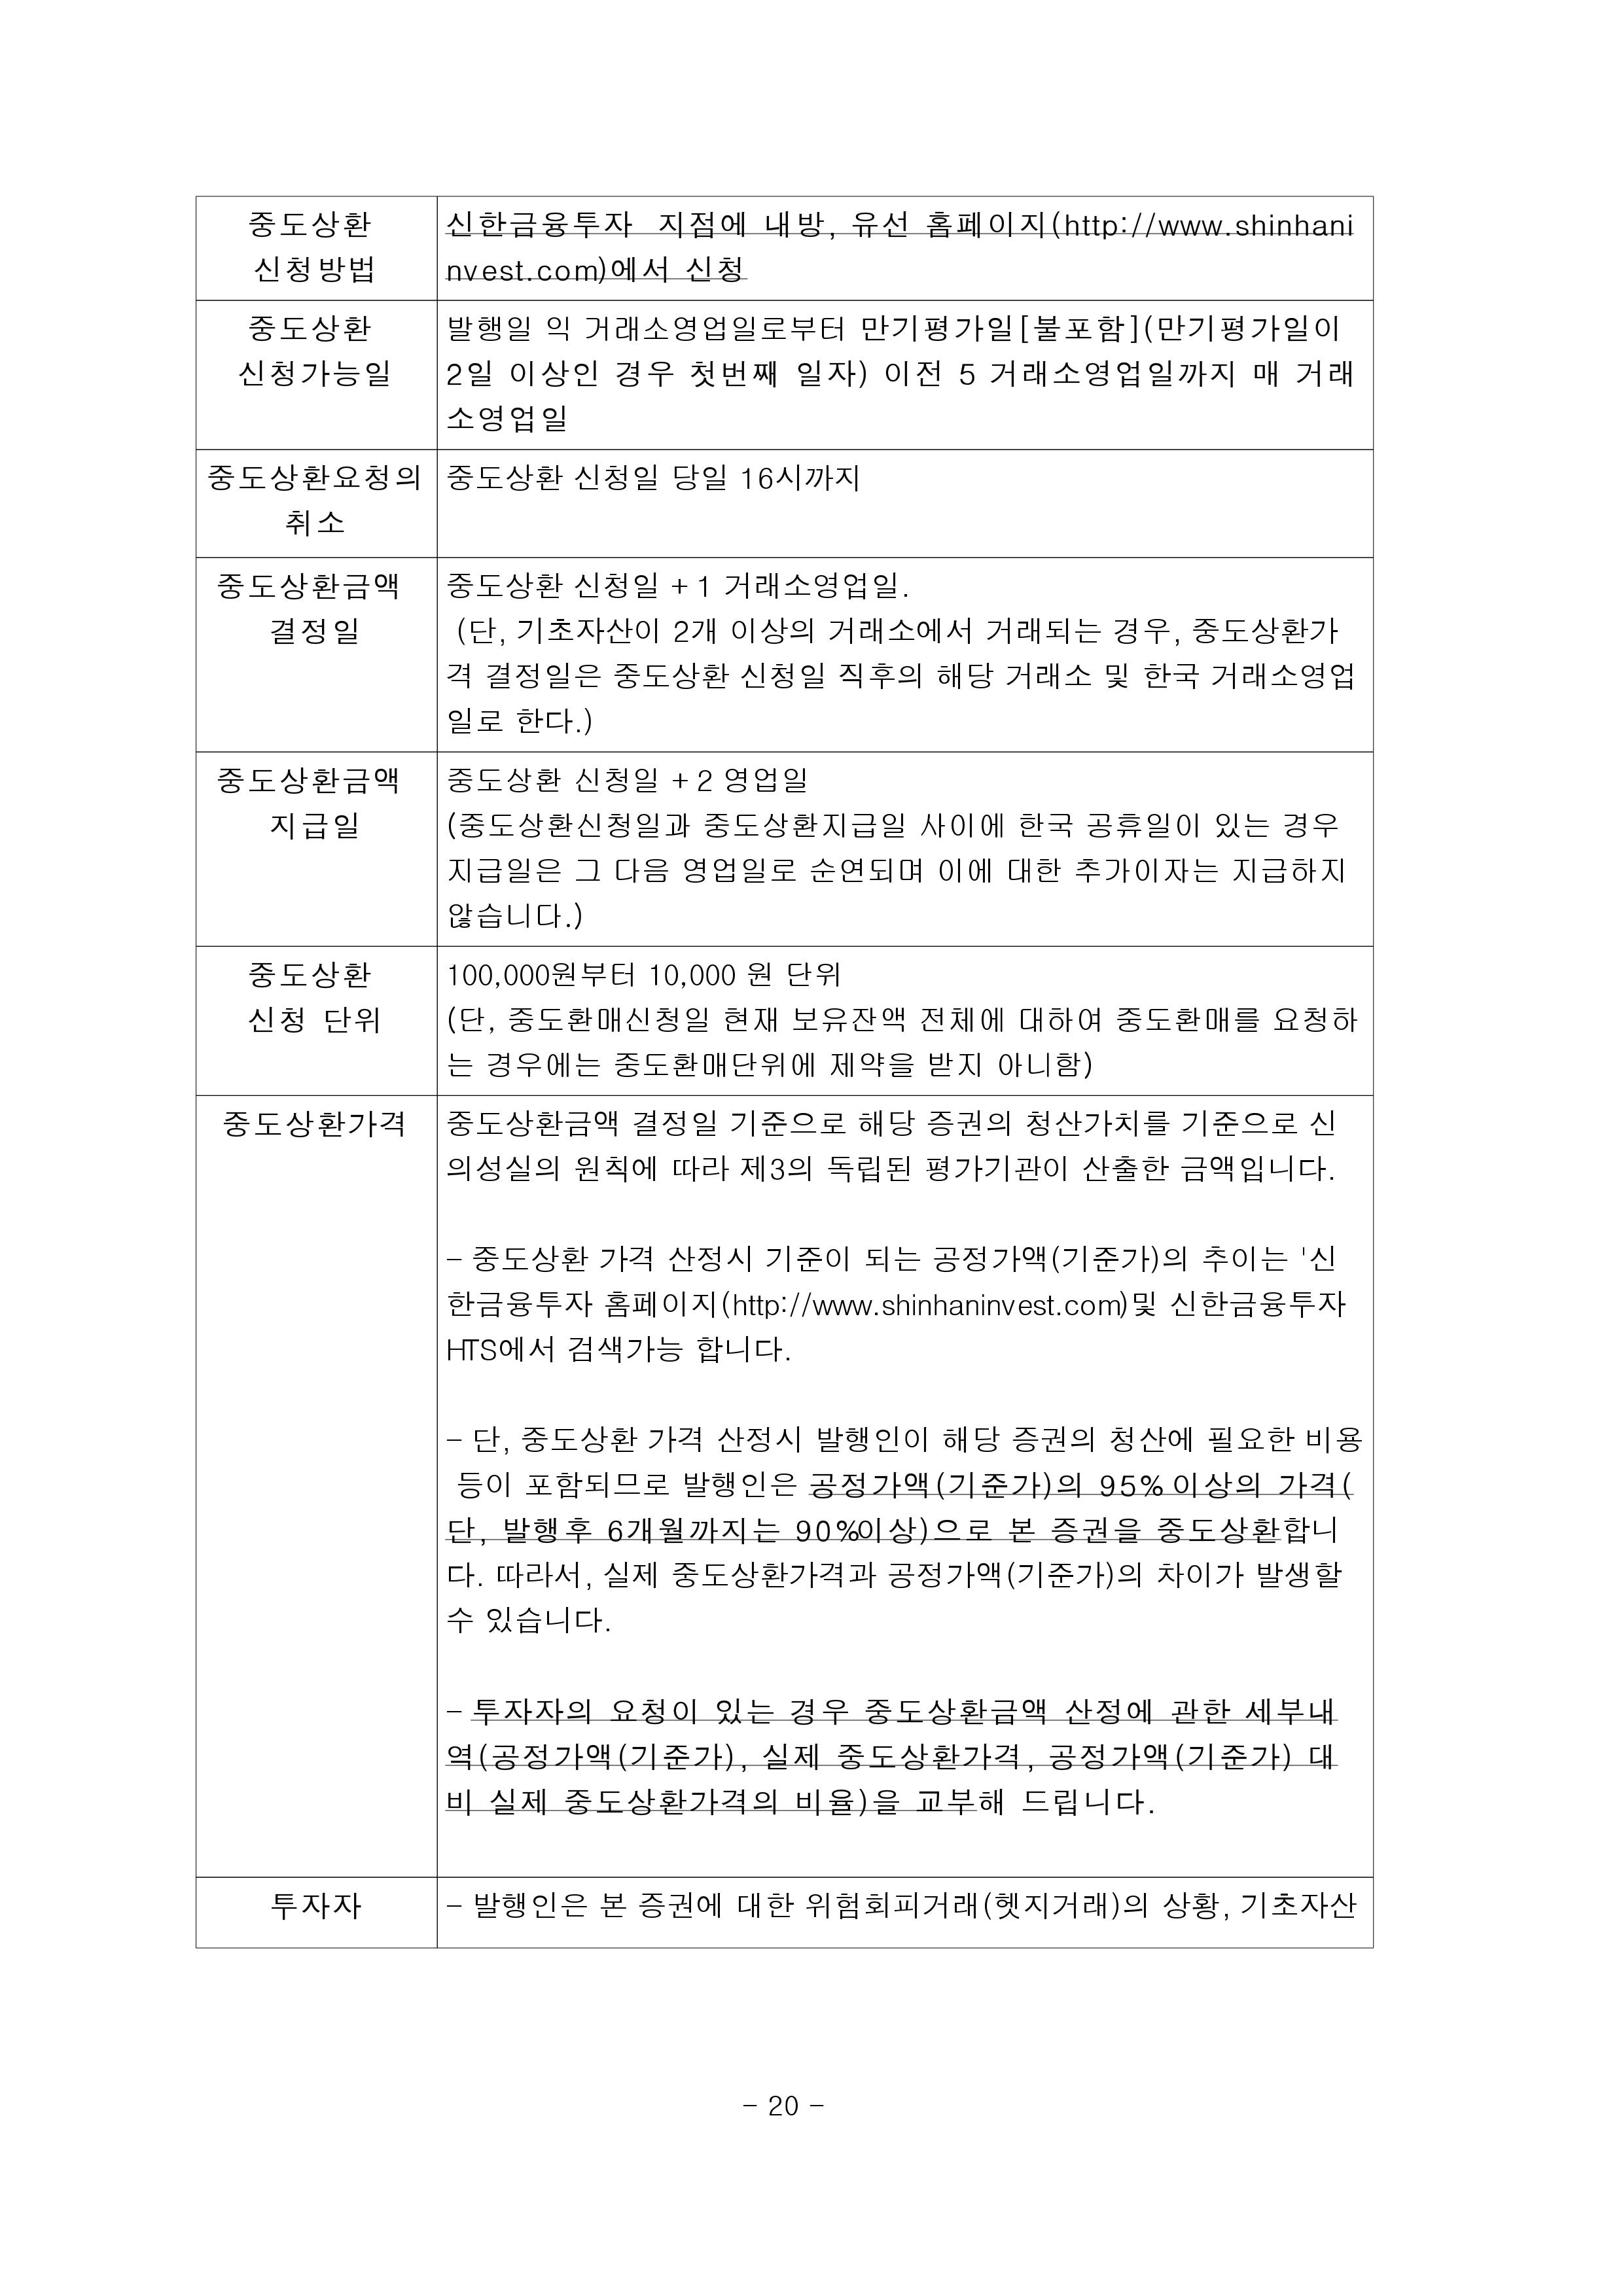 중도상환
신청방법
신한금융투자 지점에 내방, 유선 홈페이지(http://www.shinhani
nvest.com)에서 신청
중도상환
신청가능일
발행일 익 거래소영업일로부터 만기평가일[불포함](만기평가일이
2일 이상인 경우 첫번째 일자) 이전 5 거래소영업일까지 매 거래
소영업일
중도상환요청의
취소
중도상환 신청일 당일 16시까지
중도상환금액
결정일
중도상환 신청일 + 1 거래소영업일.
(단, 기초자산이 2개 이상의 거래소에서 거래되는 경우, 중도상환가
격 결정일은 중도상환 신청일 직후의 해당 거래소 및 한국 거래소영업
일로 한다.)
중도상환금액
지급일
중도상환 신청일 + 2 영업일
(중도상환신청일과 중도상환지급일 사이에 한국 공휴일이 있는 경우
지급일은 그 다음 영업일로 순연되며 이에 대한 추가이자는 지급하지
않습니다.)
중도상환
신청 단위
100,000원부터 10,000 원 단위
(단, 중도환매신청일 현재 보유잔액 전체에 대하여 중도환매를 요청하
는 경우에는 중도환매단위에 제약을 받지 아니함)
중도상환가격
중도상환금액 결정일 기준으로 해당 증권의 청산가치를 기준으로 신
의성실의 원칙에 따라 제3의 독립된 평가기관이 산출한 금액입니다.
- 중도상환 가격 산정시 기준이 되는 공정가액(기준가)의 추이는 '신
한금융투자 홈페이지(http://www.shinhaninvest.com)및 신한금융투자
HTS에서 검색가능 합니다.
- 단, 중도상환 가격 산정시 발행인이 해당 증권의 청산에 필요한 비용
등이 포함되므로 발행인은 공정가액(기준가)의 95% 이상의 가격(
단, 발행후 6개월까지는 90%이상)으로 본 증권을 중도상환합니
다. 따라서, 실제 중도상환가격과 공정가액(기준가)의 차이가 발생할
수 있습니다.
- 투자자의 요청이 있는 경우 중도상환금액 산정에 관한 세부내
역(공정가액(기준가), 실제 중도상환가격, 공정가액(기준가) 대
비 실제 중도상환가격의 비율)을 교부해 드립니다.
투자자
- 발행인은 본 증권에 대한 위험회피거래(헷지거래)의 상황, 기초자산
- 20 -